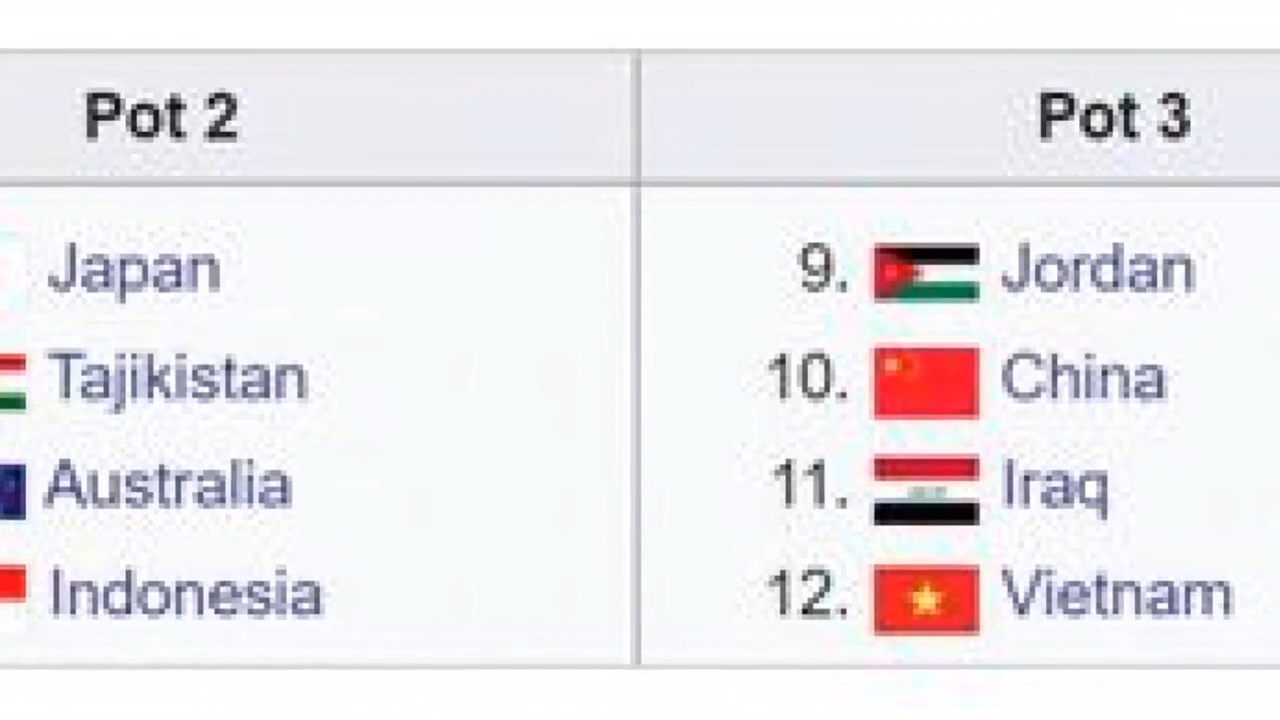 Pot 2 Pot 3
Japan 9. Jordan
Tajikistan 10. China
Australia 11. Iraq
Indonesia 12. Vietnam